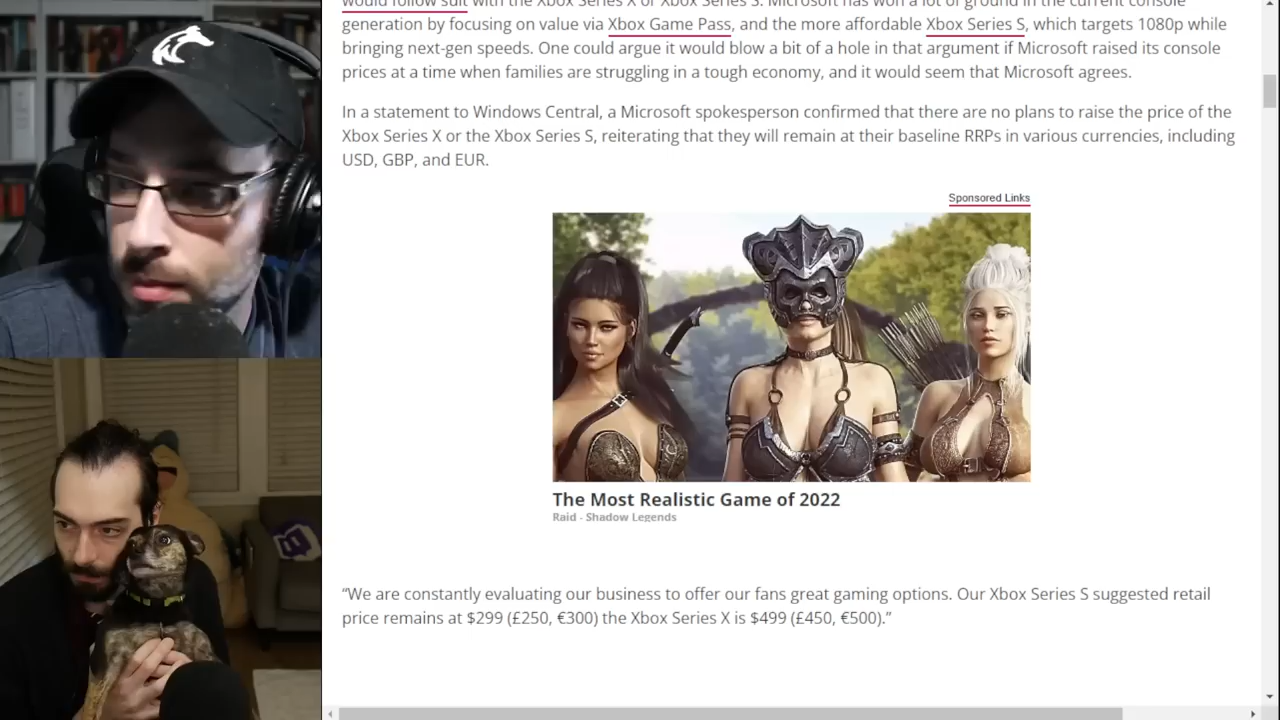 would follow suit with the Xbox Series X or Xbox Series S. Microsoft has won a lot of ground in the current console
generation by focusing on value via Xbox Game Pass, and the more affordable Xbox Series S, which targets 1080p while
bringing next-gen speeds. One could argue it would blow a bit of a hole in that argument if Microsoft raised its console
prices at a time when families are struggling in a tough economy, and it would seem that Microsoft agrees.
In a statement to Windows Central, a Microsoft spokesperson confirmed that there are no plans to raise the price of the
Xbox Series X or the Xbox Series S, reiterating that they will remain at their baseline RRPs in various currencies, including
USD, GBP, and EUR.
Sponsored Links
The Most Realistic Game of 2022
Raid - Shadow Legends
“We are constantly evaluating our business to offer our fans great gaming options. Our Xbox Series S suggested retail
price remains at $299 (£250, €300) the Xbox Series X is $499 (£450, €500).”